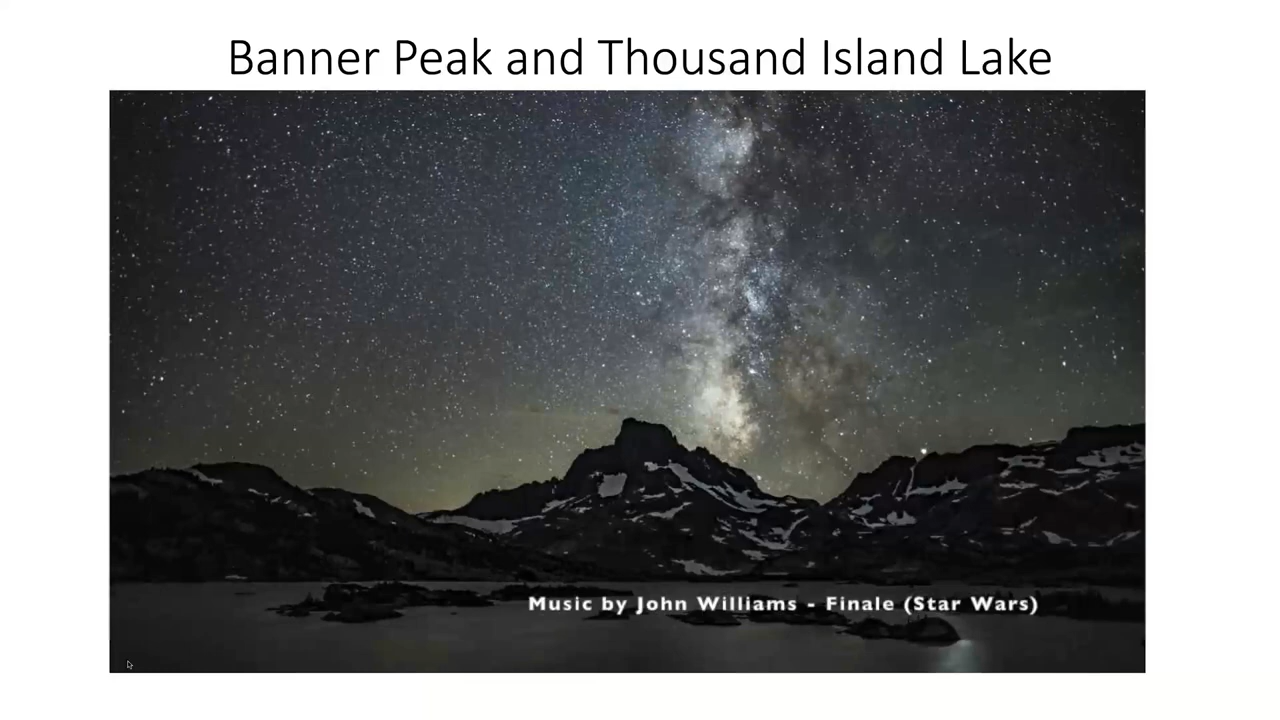 Banner Peak and Thousand Island Lake
Music by John Williams - Finale (Star Wars)